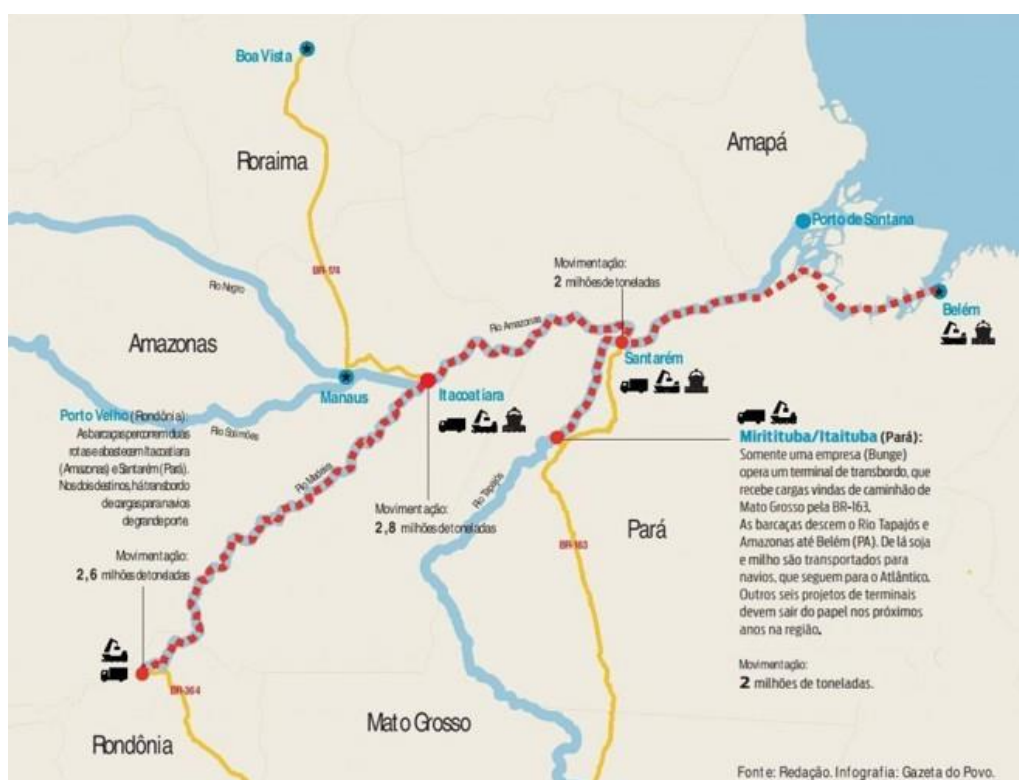 Boa Vista
Roraima
Amapá
Porto de Santana
BR-174
Rio Negro
Movimentação:
2 milhões de toneladas
Belém
Amazonas
Rio Amazonas
Santarém
Manaus
Itacoatiara
Porto Velho (Rondônia):
As barcaças percorrem duas
rotas e abastecem Itacoatiara
(Amazonas) e Santarém (Pará).
Nos dois destinos, há transbordo
de cargas para navios
de grande porte.
Rio Solimões
Rio Madeira
Rio Tapajós
Movimentação:
2,8 milhões de toneladas
Movimentação:
2,6 milhões de toneladas
Pará
BR-163
Miritituba/Itaituba (Pará):
Somente uma empresa (Bunge)
opera um terminal de transbordo, que
recebe cargas vindas de caminhão de
Mato Grosso pela BR-163.
As barcaças descem o Rio Tapajós e
Amazonas até Belém (PA). De lá soja
e milho são transportados para
navios, que seguem para o Atlântico.
Outros seis projetos de terminais
devem sair do papel nos próximos
anos na região.
Movimentação:
2 milhões de toneladas.
BR-364
Mato Grosso
Rondônia
Fonte: Redação. Infografia: Gazeta do Povo.